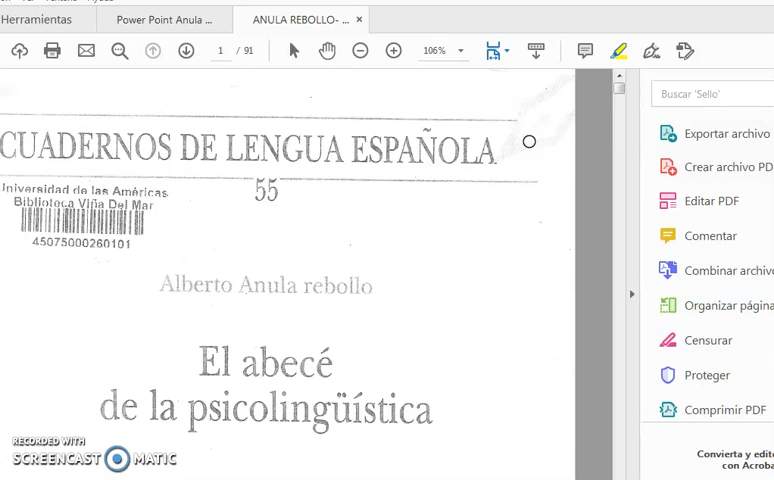 Herramientas
Power Point Anula ...
ANULA REBOLLO- ... ×
1 / 91
106%
Buscar 'Sello'
Exportar archivo
Crear archivo PD
Editar PDF
Comentar
Combinar archivo
Organizar página
Censurar
Proteger
Comprimir PDF
Convierta y edite
con Acroba
CUADERNOS DE LENGUA ESPAÑOLA
55
Universidad de las Américas
Biblioteca Viña Del Mar
45075000260101
Alberto Anula rebollo
El abecé
de la psicolingüística
RECORDED WITH
SCREENCAST MATIC